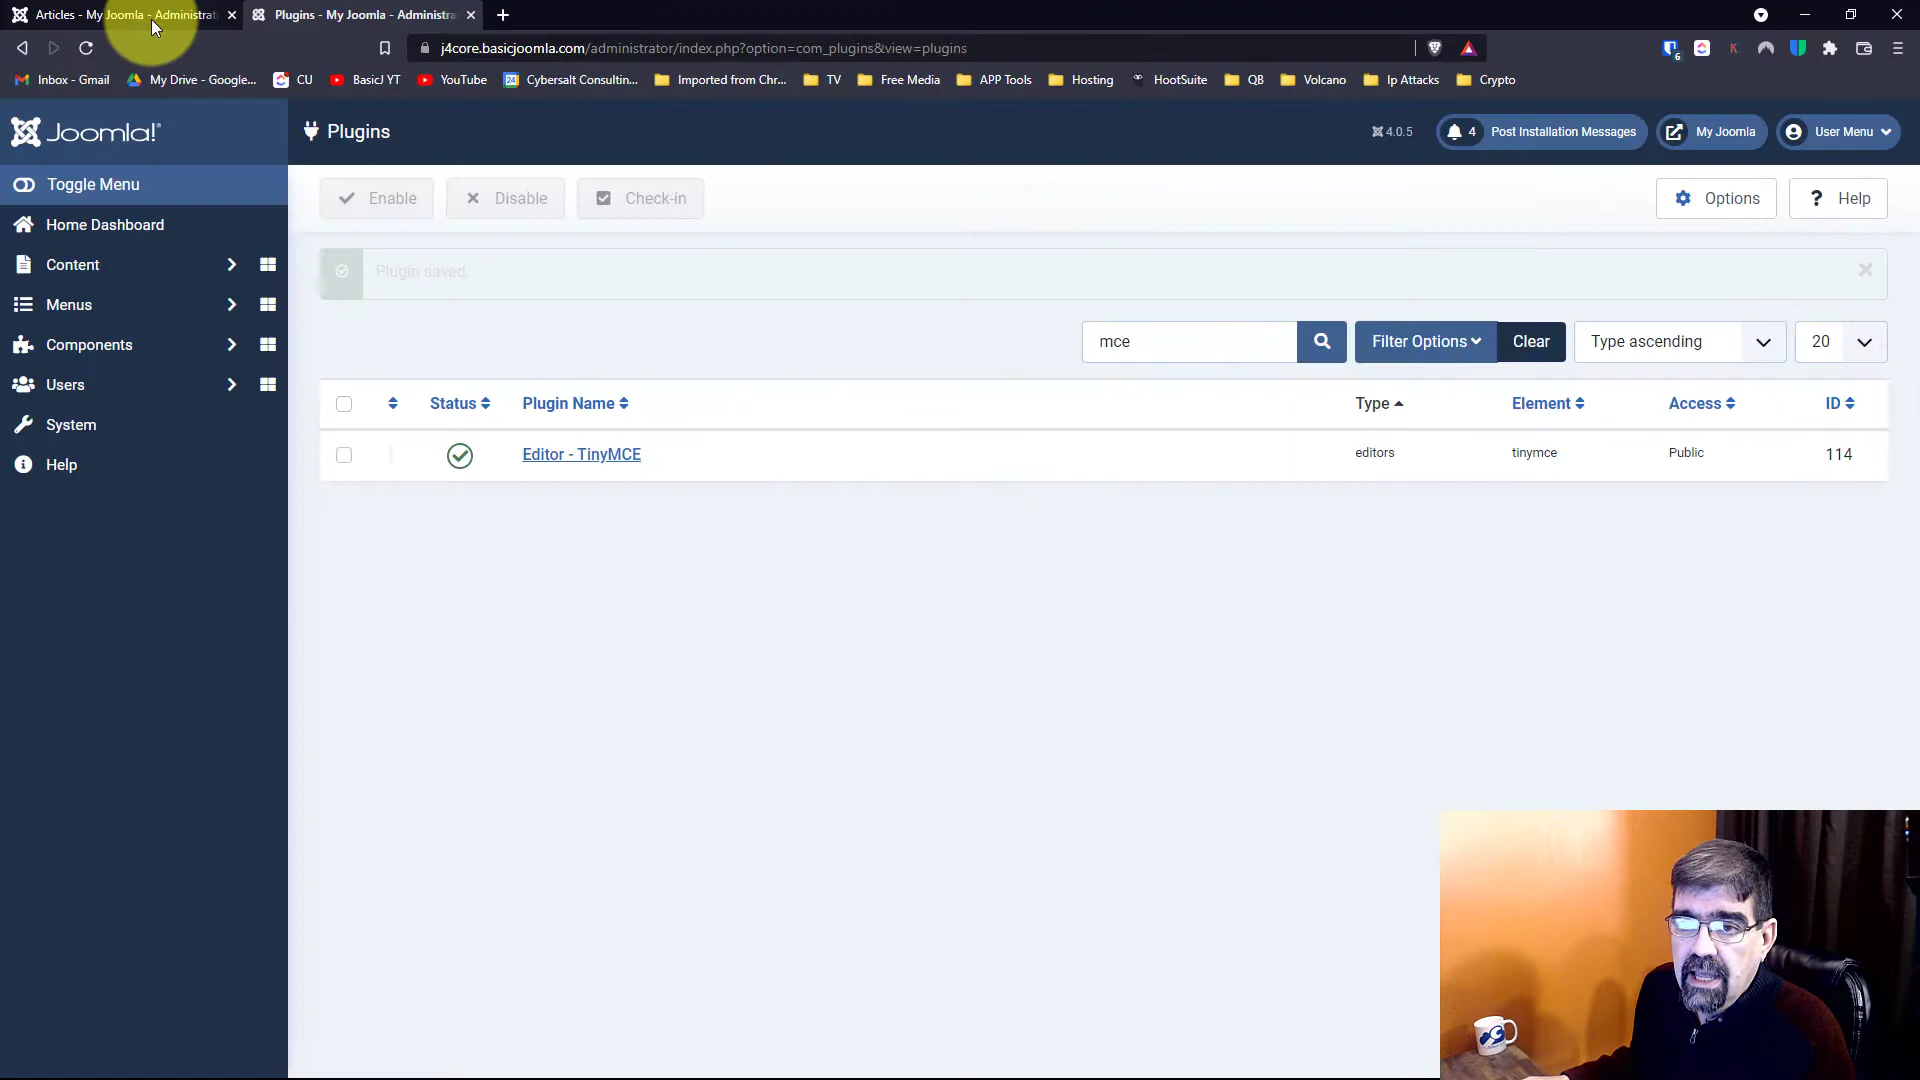 Articles - My Joomla - Administrat
Plugins - My Joomla - Administra
j4core.basicjoomla.com/administrator/index.php?option=com_plugins&view=plugins
6
Inbox - Gmail
My Drive - Google...
CU
BasicJ YT
YouTube
24
Cybersalt Consultin...
Imported from Chr...
TV
Free Media
APP Tools
Hosting
HootSuite
QB
Volcano
Ip Attacks
Crypto
Joomla!
Plugins
4.0.5
4 Post Installation Messages
My Joomla
User Menu
Toggle Menu
Enable
Disable
Check-in
Options
? Help
Home Dashboard
Content
Menus
Components
Users
System
Help
Plugin saved.
mce
Filter Options
Clear
Type ascending
20
Status
Plugin Name
Type
Element
Access
ID
Editor - TinyMCE
editors
tinymce
Public
114